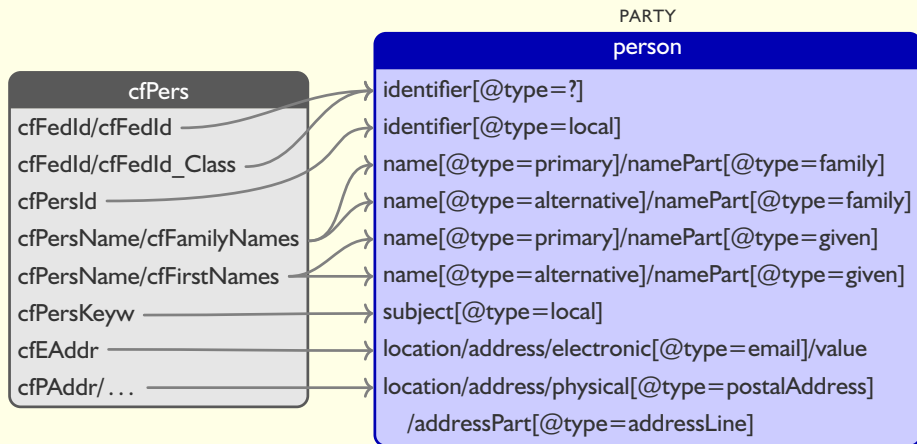 PARTY
person
identifier[@type=?]
identifier[@type=local]
name[@type=primary]/namePart[@type=family]
name[@type=alternative]/namePart[@type=family]
name[@type=primary]/namePart[@type=given]
name[@type=alternative]/namePart[@type=given]
subject[@type=local]
location/address/electronic[@type=email]/value
location/address/physical[@type=postalAddress]
/addressPart[@type=addressLine]
cfPers
cfFedId/cfFedId
cfFedId/cfFedId_Class
cfPersId
cfPersName/cfFamilyNames
cfPersName/cfFirstNames
cfPersKeyw
cfEAddr
cfPAddr/...